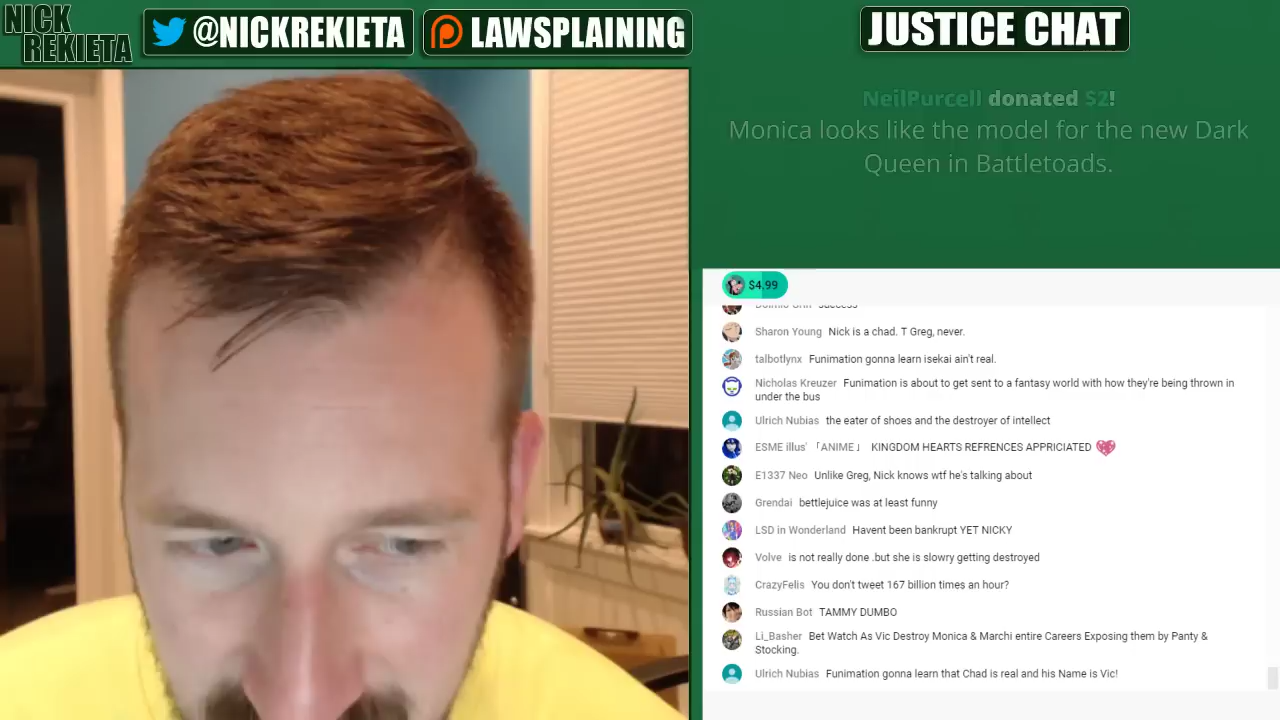 NICK
REKIETA
@NICKREKIETA
LAWSPLAINING
JUSTICE CHAT
NeilPurcell donated $2!
Monica looks like the model for the new Dark
Queen in Battletoads.
$4.99
success
Sharon Young Nick is a chad. T Greg, never.
talbotlynx Funimation gonna learn isekai ain't real.
Nicholas Kreuzer Funimation is about to get sent to a fantasy world with how they're being thrown in
under the bus
Ulrich Nubias the eater of shoes and the destroyer of intellect
ESME illus' 「ANIME」 KINGDOM HEARTS REFRENCES APPRICIATED
E1337 Neo Unlike Greg, Nick knows wtf he's talking about
Grendai bettlejuice was at least funny
LSD in Wonderland Havent been bankrupt YET NICKY
Volve is not really done .but she is slowry getting destroyed
CrazyFelis You don't tweet 167 billion times an hour?
Russian Bot TAMMY DUMBO
Li_Basher Bet Watch As Vic Destroy Monica & Marchi entire Careers Exposing them by Panty &
Stocking.
Ulrich Nubias Funimation gonna learn that Chad is real and his Name is Vic!